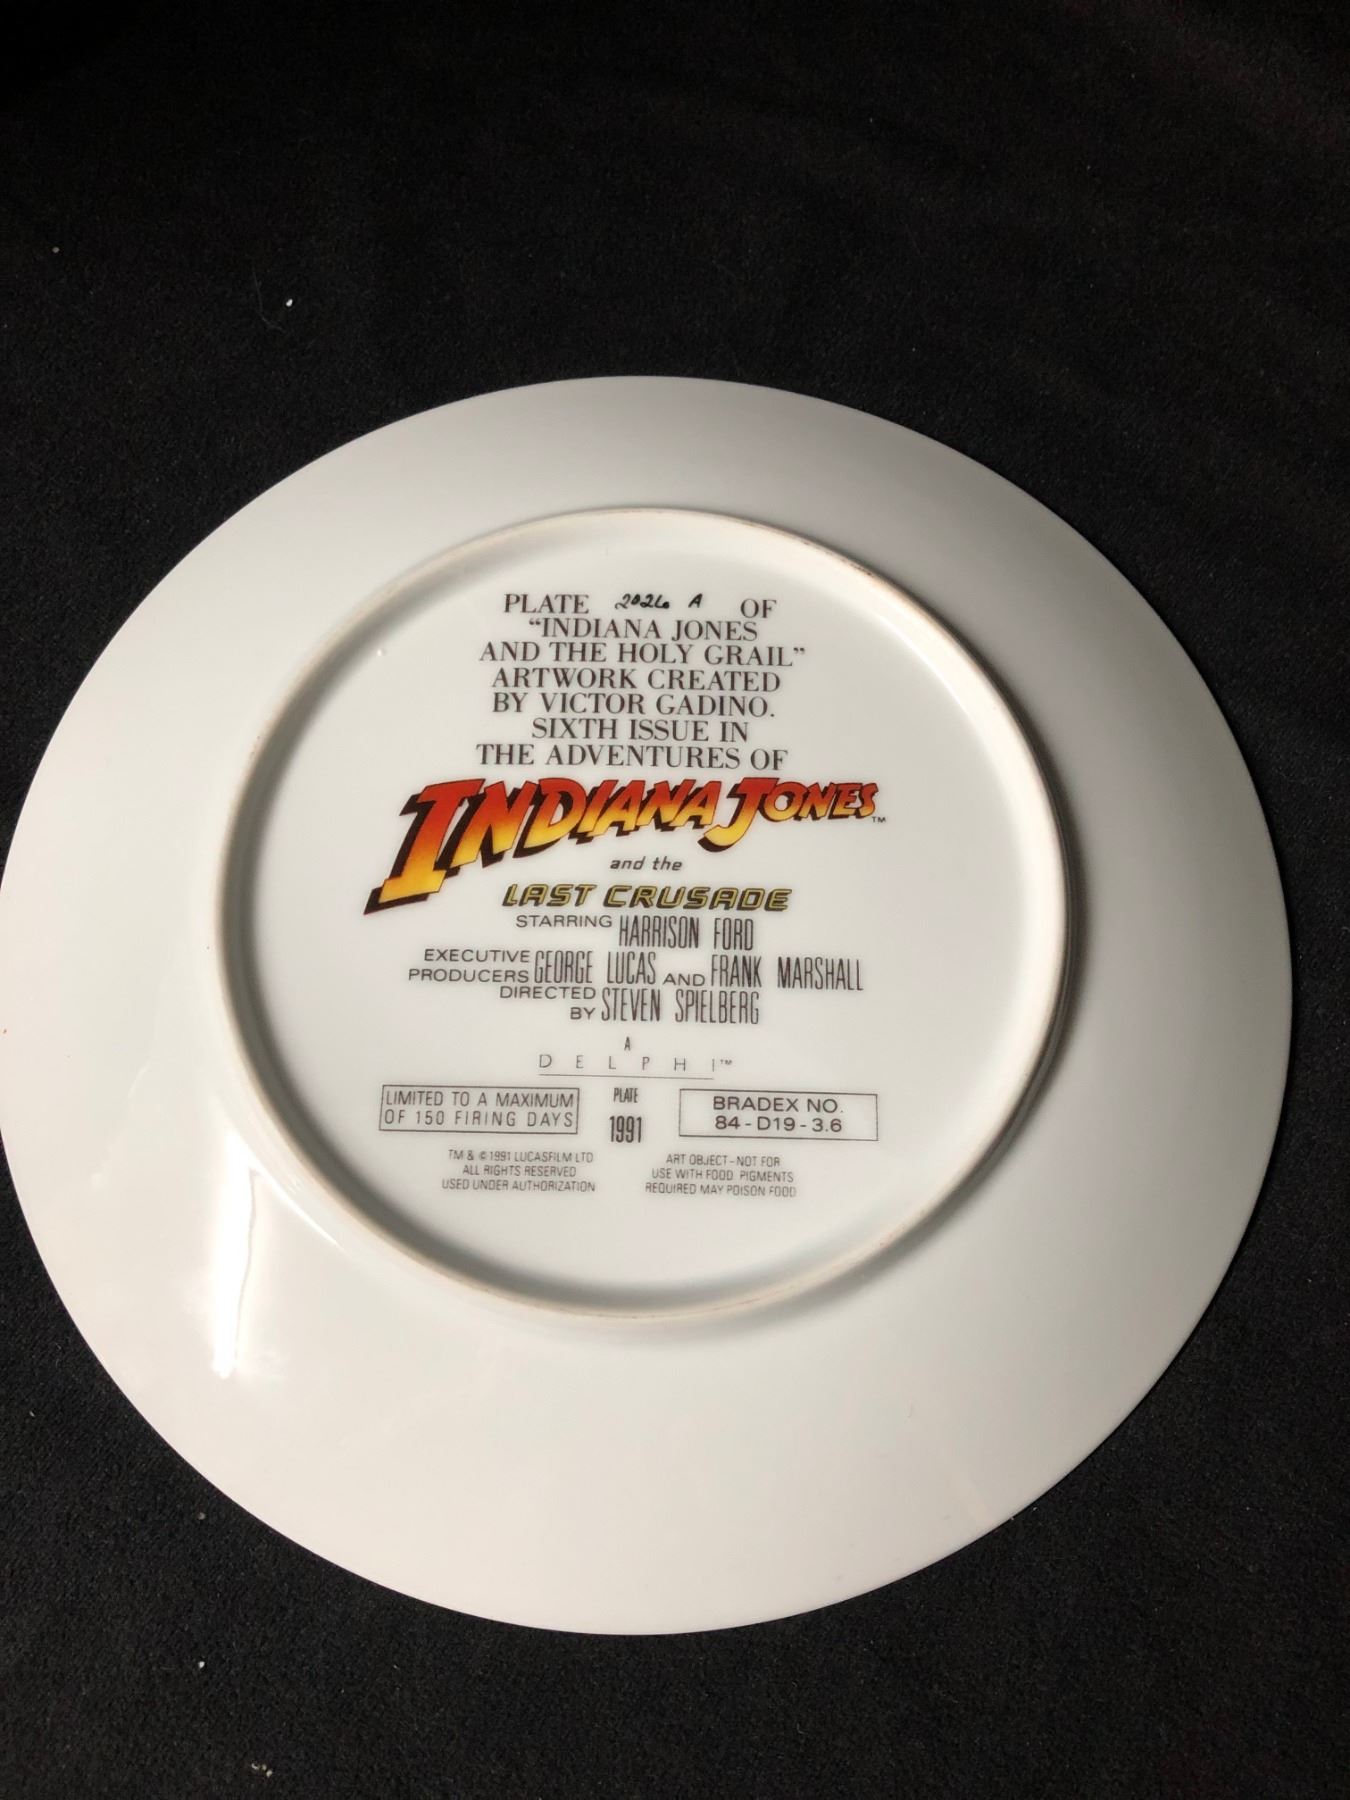 PLATE 2026 A OF
“INDIANA JONES
AND THE HOLY GRAIL”
ARTWORK CREATED
BY VICTOR GADINO.
SIXTH ISSUE IN
THE ADVENTURES OF
INDIANA JONES™
and the
LAST CRUSADE
STARRING HARRISON FORD
EXECUTIVE
PRODUCERS GEORGE LUCAS AND FRANK MARSHALL
DIRECTED
BY STEVEN SPIELBERG
A
DELPHI™
PLATE
1991
LIMITED TO A MAXIMUM
OF 150 FIRING DAYS
BRADEX NO.
84-D19-3.6
TM & ©1991 LUCASFILM LTD
ALL RIGHTS RESERVED
USED UNDER AUTHORIZATION
ART OBJECT-NOT FOR
USE WITH FOOD PIGMENTS
REQUIRED MAY POISON FOOD